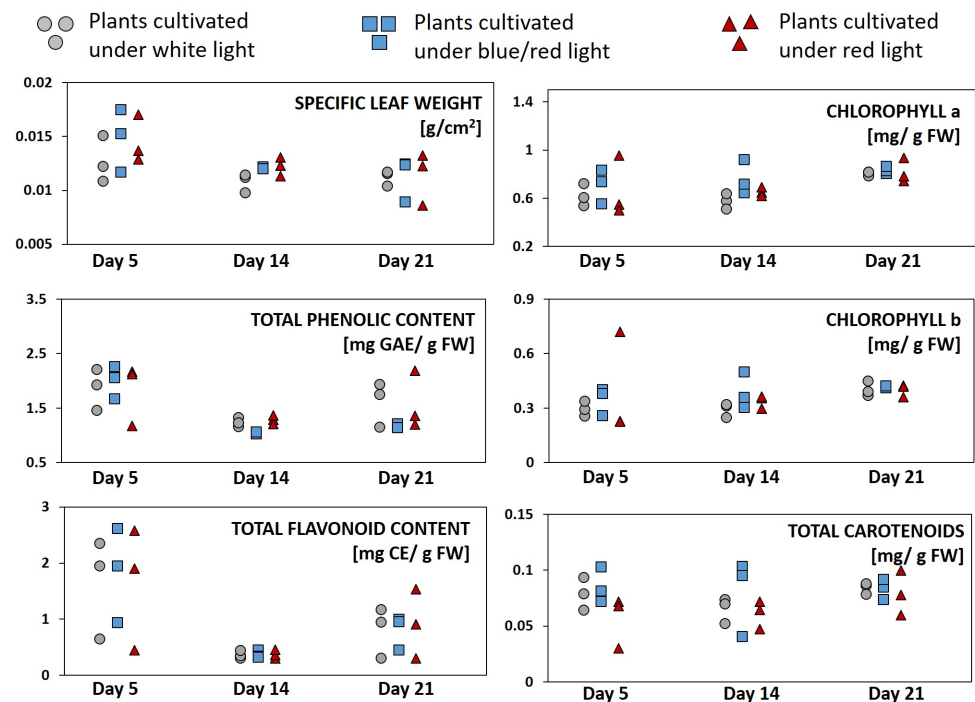 Plants cultivated
under white light
Plants cultivated
under blue/red light
Plants cultivated
under red light
SPECIFIC LEAF WEIGHT
[g/cm²]
0.02
0.015
0.01
0.005
Day 5
Day 14
Day 21
CHLOROPHYLL a
[mg/ g FW]
1.4
1
0.6
0.2
Day 5
Day 14
Day 21
TOTAL PHENOLIC CONTENT
[mg GAE/ g FW]
3.5
2.5
1.5
0.5
Day 5
Day 14
Day 21
CHLOROPHYLL b
[mg/ g FW]
0.9
0.6
0.3
0
Day 5
Day 14
Day 21
TOTAL FLAVONOID CONTENT
[mg CE/ g FW]
3
2
1
0
Day 5
Day 14
Day 21
TOTAL CAROTENOIDS
[mg/ g FW]
0.15
0.1
0.05
0
Day 5
Day 14
Day 21